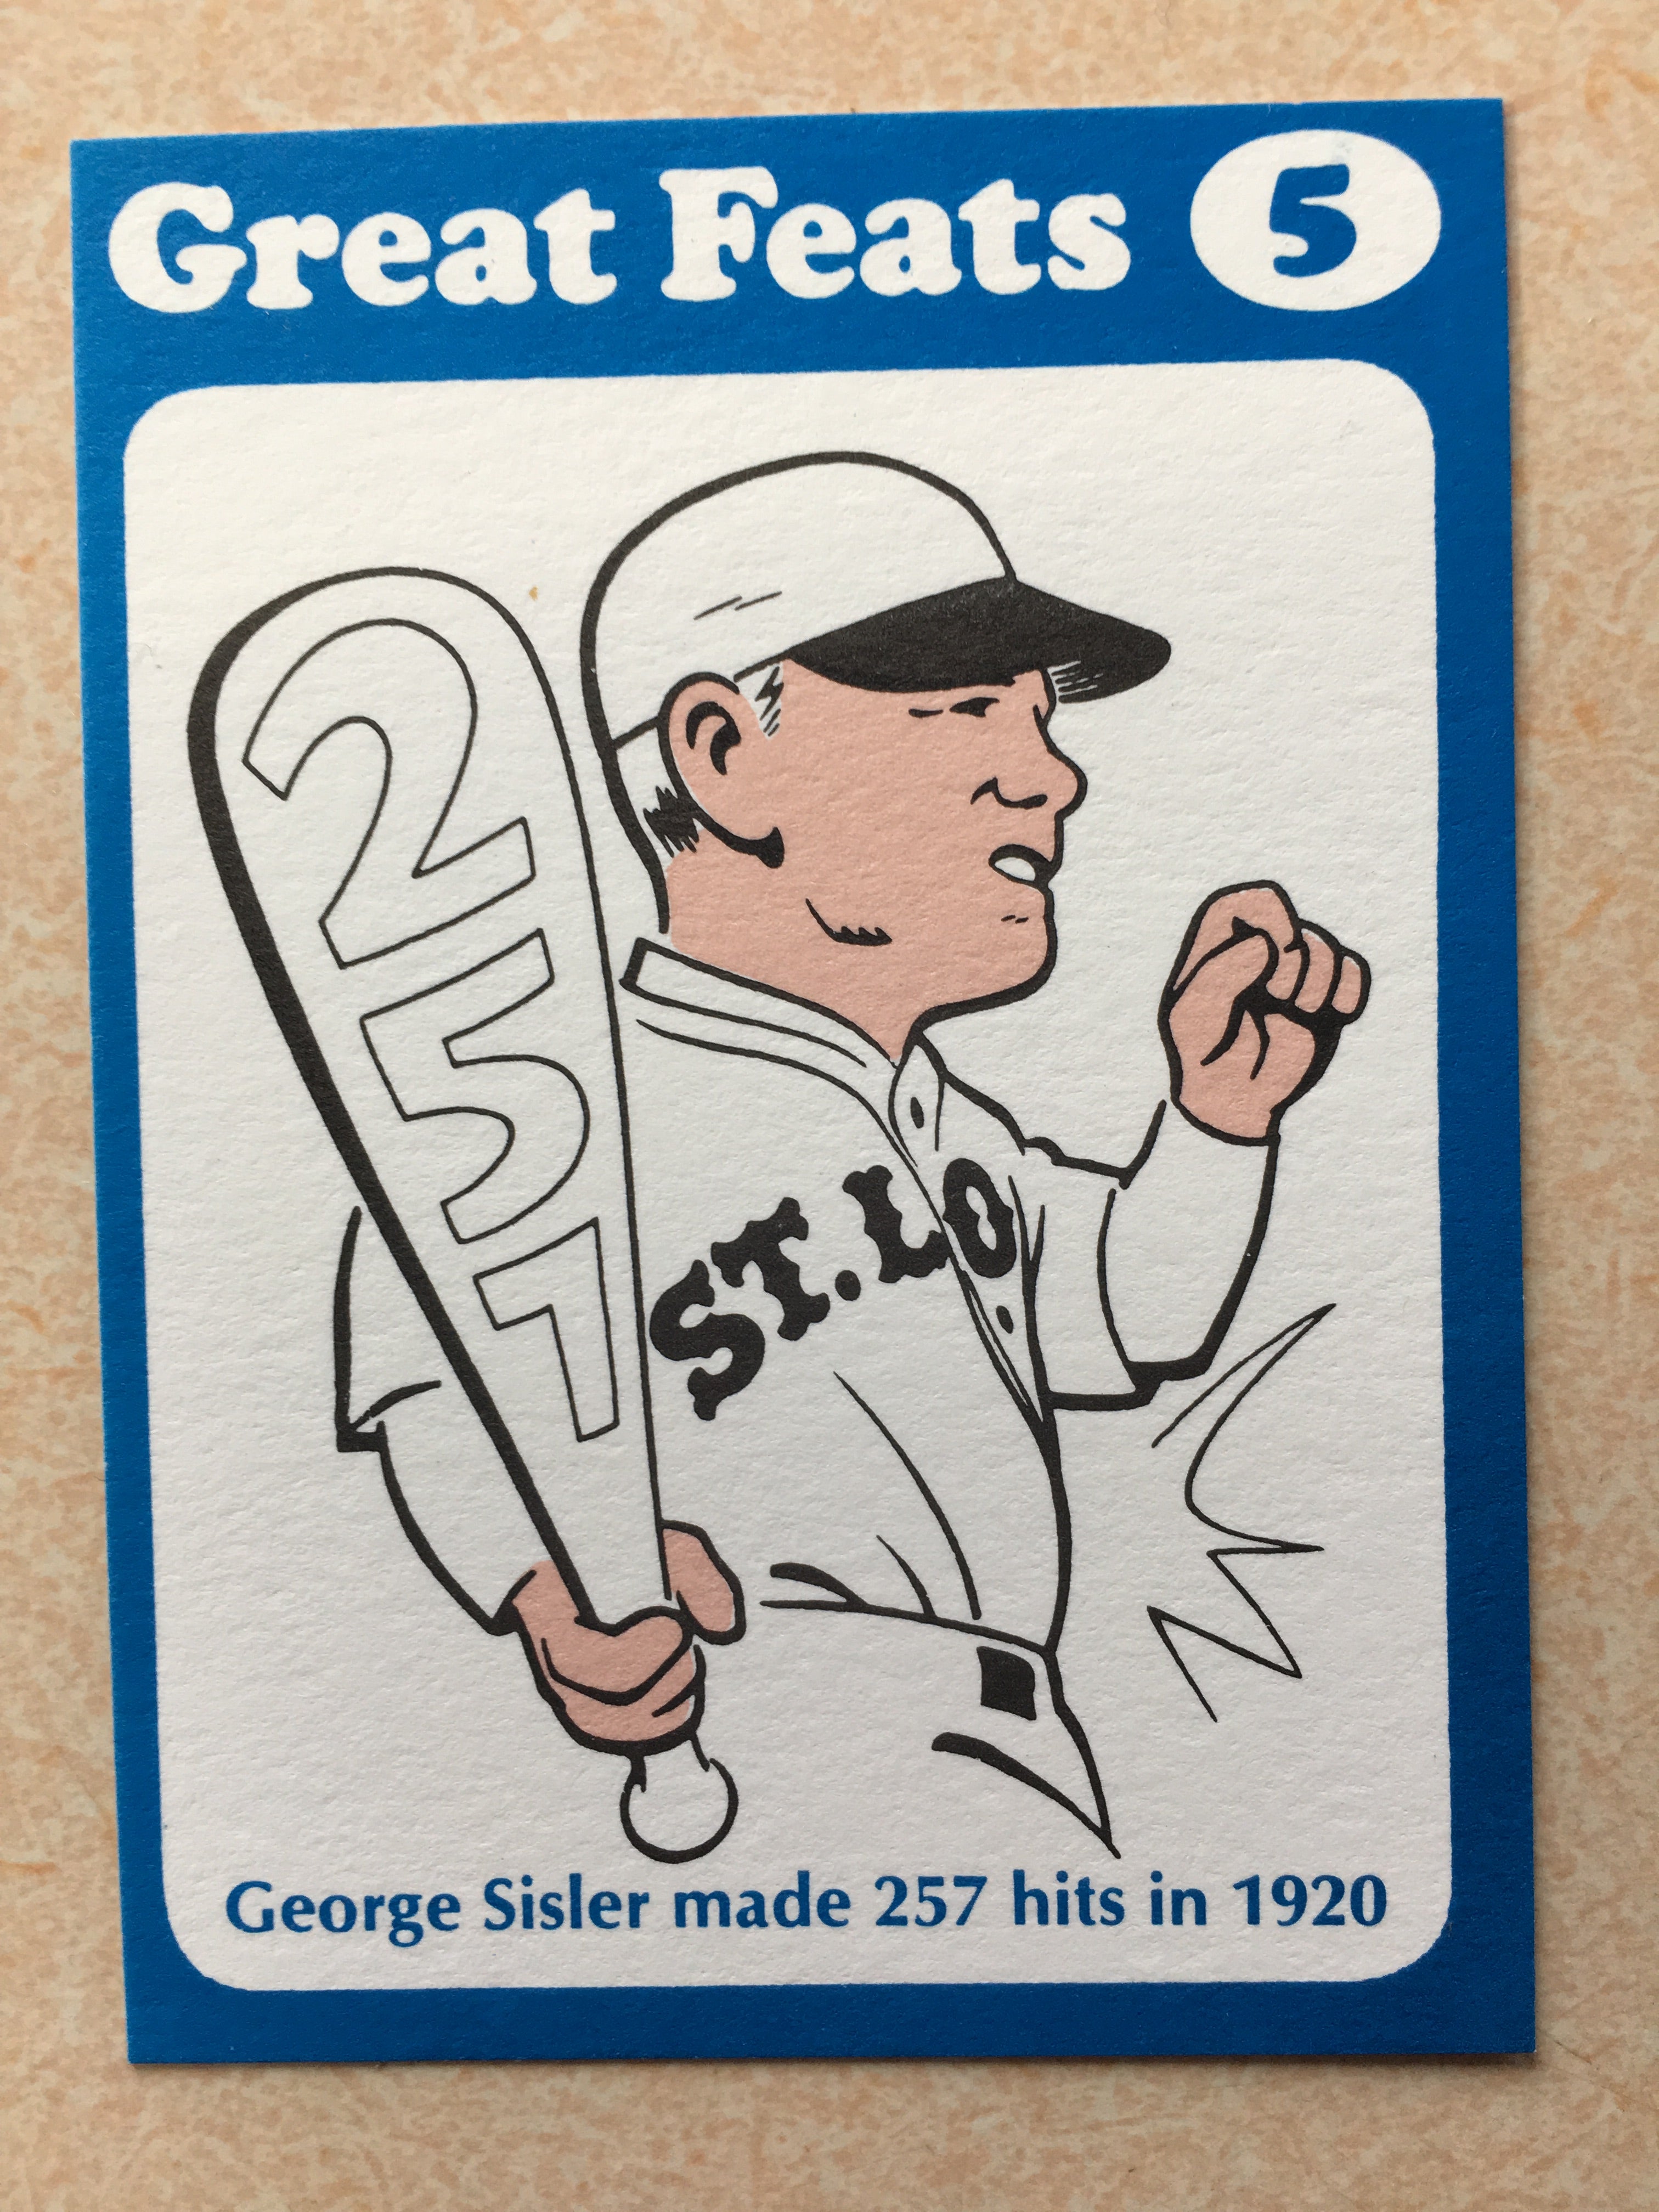 Great Feats 5
257
ST. LO
George Sisler made 257 hits in 1920